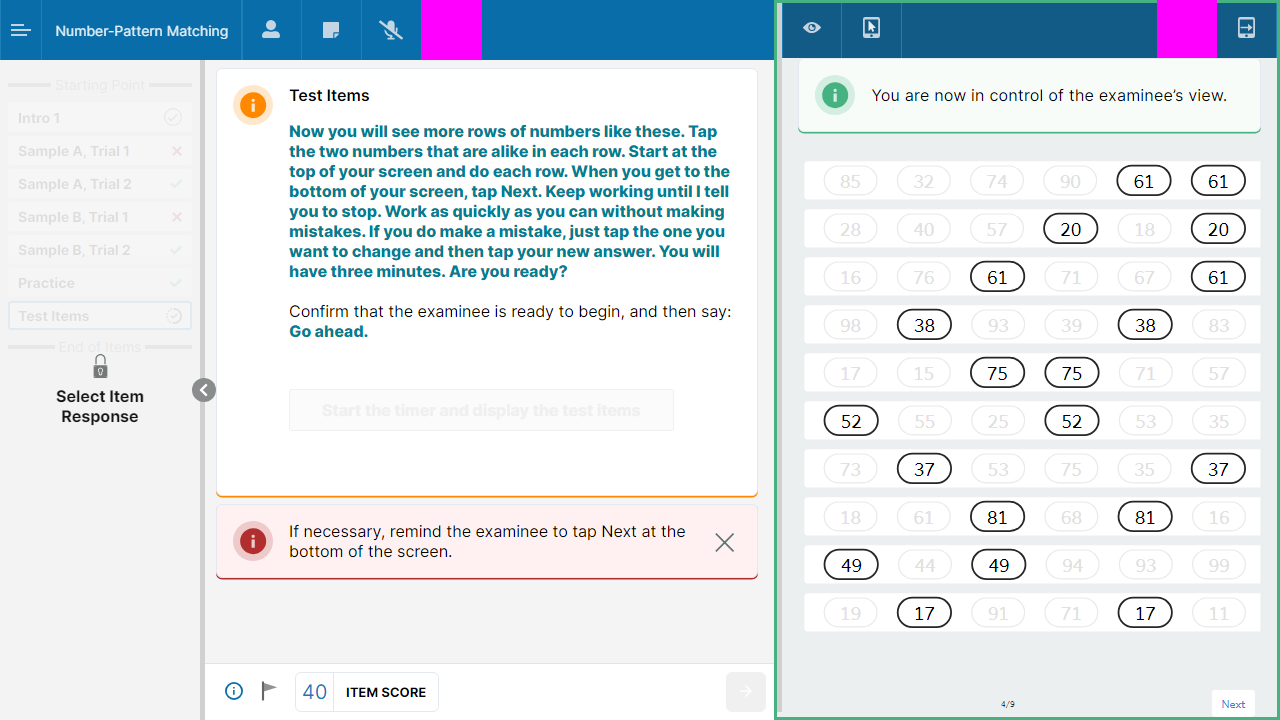 Number-Pattern Matching
Starting Point
Intro 1
Sample A, Trial 1
Sample A, Trial 2
Sample B, Trial 1
Sample B, Trial 2
Practice
Test Items
End of Items
Select Item
Response
Test Items
Now you will see more rows of numbers like these. Tap
the two numbers that are alike in each row. Start at the
top of your screen and do each row. When you get to the
bottom of your screen, tap Next. Keep working until I tell
you to stop. Work as quickly as you can without making
mistakes. If you do make a mistake, just tap the one you
want to change and then tap your new answer. You will
have three minutes. Are you ready?
Confirm that the examinee is ready to begin, and then say:
Go ahead.
Start the timer and display the test items
If necessary, remind the examinee to tap Next at the
bottom of the screen.
40 ITEM SCORE
You are now in control of the examinee's view.
85 32 74 90 61 61
28 40 57 20 18 20
16 76 61 71 67 61
98 38 93 39 38 83
17 15 75 75 71 57
52 55 25 52 53 35
73 37 53 75 35 37
18 61 81 68 81 16
49 44 49 94 93 99
19 17 91 71 17 11
4/9
Next